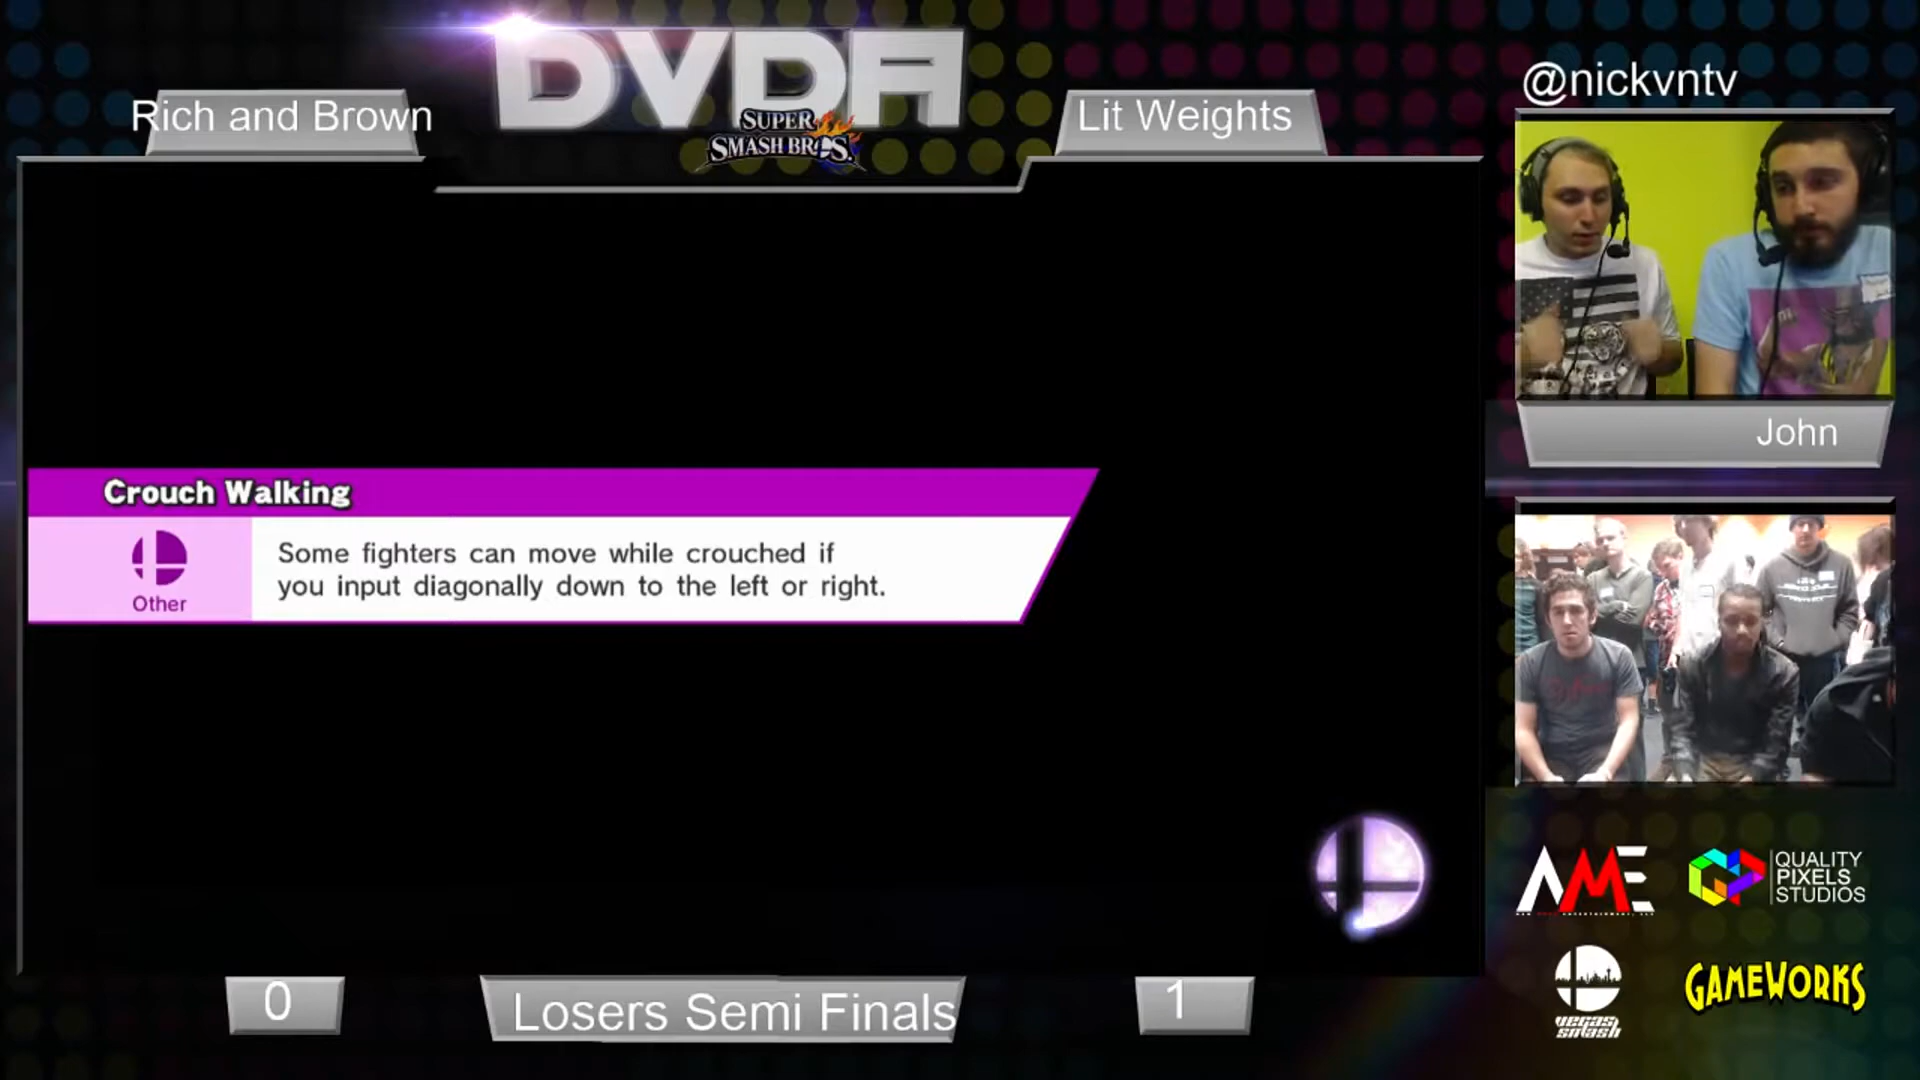 DVDA
SUPER
SMASH BROS.
Rich and Brown
Lit Weights
@nickvntv
John
Crouch Walking
Other
Some fighters can move while crouched if
you input diagonally down to the left or right.
0
Losers Semi Finals
1
AME
QUALITY
PIXELS
STUDIOS
VEGAS
SMASH
GAMEWORKS